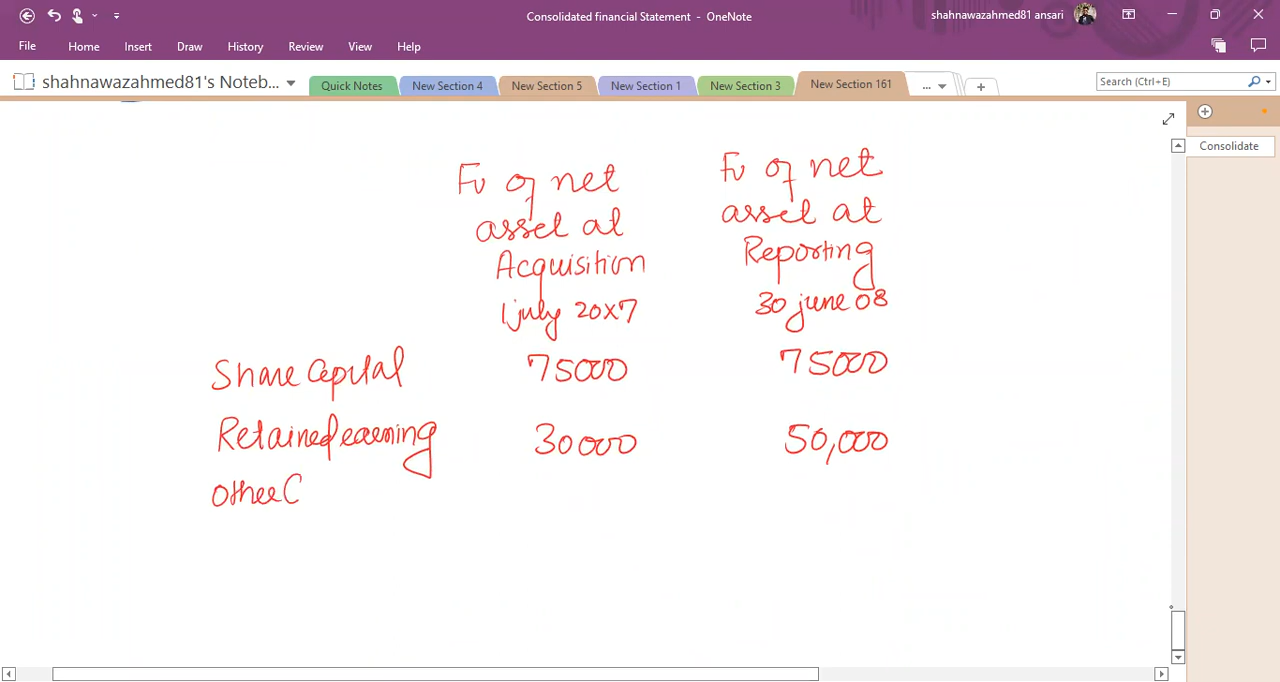 Consolidated financial Statement - OneNote
shahnawazahmed81 ansari
File Home Insert Draw History Review View Help
shahnawazahmed81's Noteb...
Quick Notes New Section 4 New Section 5 New Section 1 New Section 3 New Section 161 ...
Search (Ctrl+E)
Consolidate
Fv of net
asset at
Acquisition
1 july 20x7
Fv of net
asset at
Reporting
30 june 08
Share Capital 75000 75000
Retained earning 30000 50,000
Other C